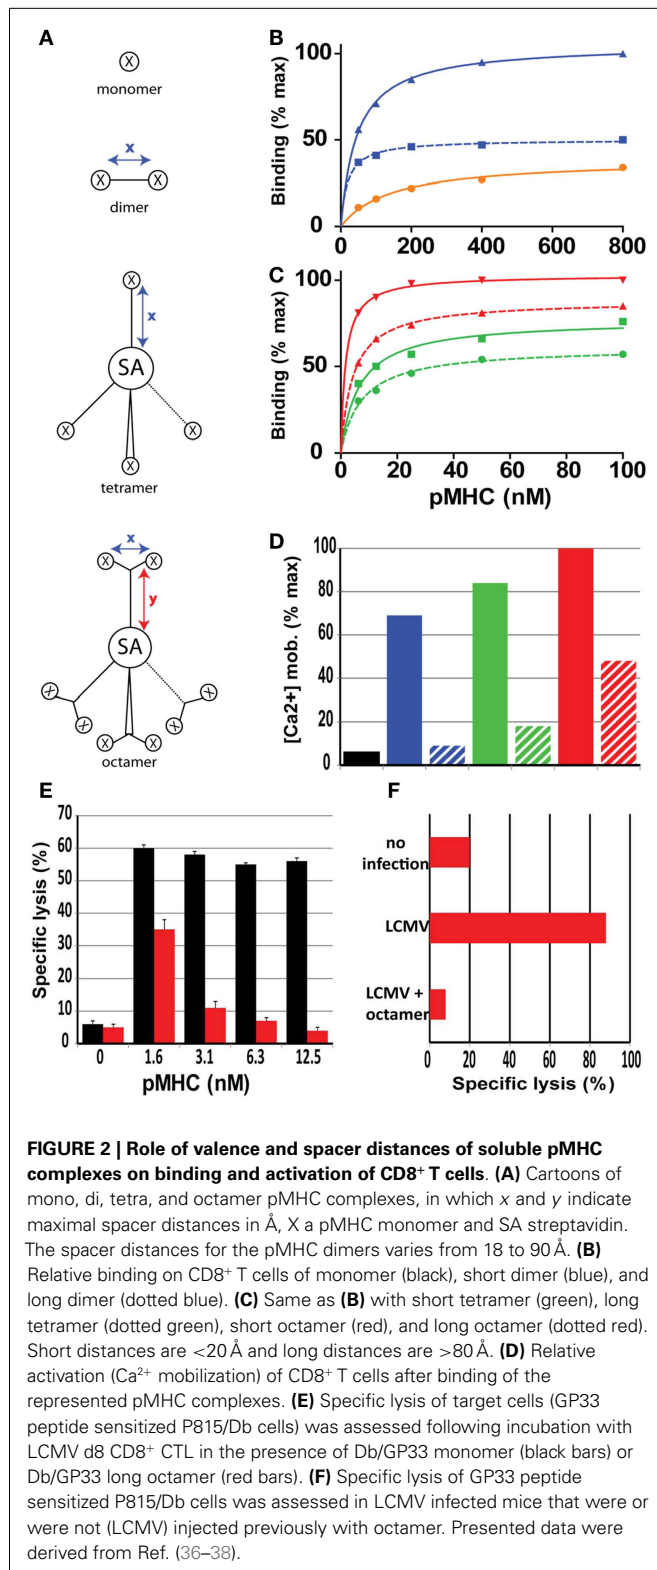 A
X
monomer
x
X X
dimer
X
x
SA
X X
X
tetramer
x
X X
y
SA
X X
X X
X X
octamer
B
Binding (% max)
100
50
0
0 200 400 600 800
C
Binding (% max)
100
50
0
0 20 40 60 80 100
pMHC (nM)
D
[Ca2+] mob. (% max)
100
80
60
40
20
0
E
Specific lysis (%)
70
60
50
40
30
20
10
0
0 1.6 3.1 6.3 12.5
pMHC (nM)
F
no
infection
LCMV
LCMV +
octamer
0 20 40 60 80 100
Specific lysis (%)
FIGURE 2 | Role of valence and spacer distances of soluble pMHC
complexes on binding and activation of CD8⁺ T cells. (A) Cartoons of
mono, di, tetra, and octamer pMHC complexes, in which x and y indicate
maximal spacer distances in Å, X a pMHC monomer and SA streptavidin.
The spacer distances for the pMHC dimers varies from 18 to 90 Å. (B)
Relative binding on CD8⁺ T cells of monomer (black), short dimer (blue), and
long dimer (dotted blue). (C) Same as (B) with short tetramer (green), long
tetramer (dotted green), short octamer (red), and long octamer (dotted red).
Short distances are <20 Å and long distances are >80 Å. (D) Relative
activation (Ca²⁺ mobilization) of CD8⁺ T cells after binding of the
represented pMHC complexes. (E) Specific lysis of target cells (GP33
peptide sensitized P815/Db cells) was assessed following incubation with
LCMV d8 CD8⁺ CTL in the presence of Db/GP33 monomer (black bars) or
Db/GP33 long octamer (red bars). (F) Specific lysis of GP33 peptide
sensitized P815/Db cells was assessed in LCMV infected mice that were or
were not (LCMV) injected previously with octamer. Presented data were
derived from Ref. (36–38).